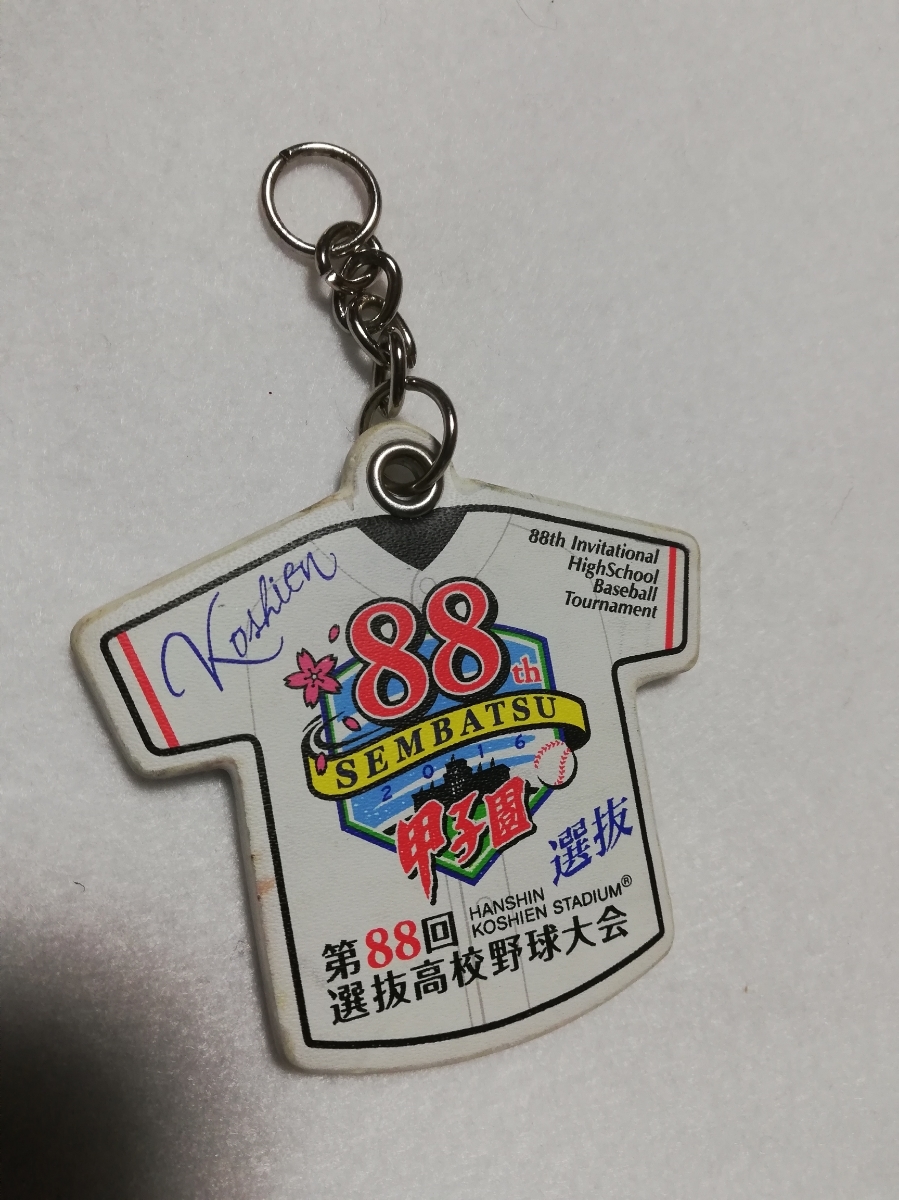 Koshien
88th Invitational
HighSchool
Baseball
Tournament
88th
SEMBATSU
2016
甲子園
選抜
HANSHIN
KOSHIEN STADIUM®
第88回
選抜高校野球大会